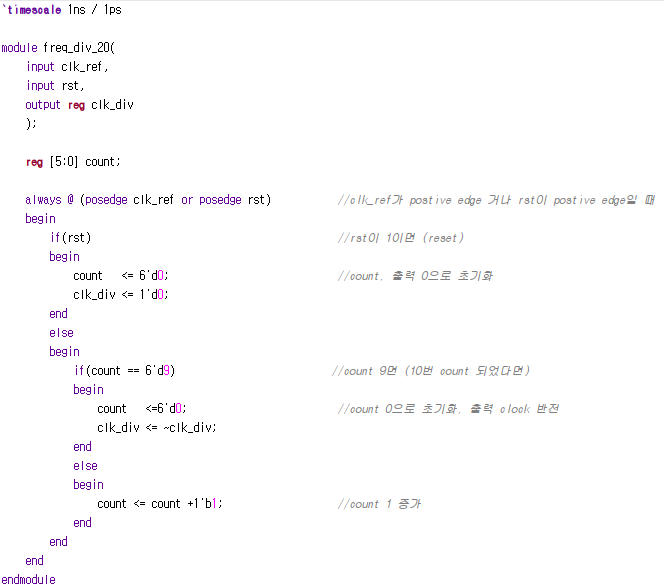 `timescale 1ns / 1ps
module freq_div_20(
input clk_ref,
input rst,
output reg clk_div
);
reg [5:0] count;
always @ (posedge clk_ref or posedge rst) //clk_ref가 postive edge 거나 rst이 postive edge일 때
begin
if(rst) //rst이 1이면 (reset)
begin
count <= 6'd0; //count, 출력 0으로 초기화
clk_div <= 1'd0;
end
else
begin
if(count == 6'd9) //count 9면 (10번 count 되었다면)
begin
count <=6'd0; //count 0으로 초기화, 출력 clock 반전
clk_div <= ~clk_div;
end
else
begin
count <= count +1'b1; //count 1 증가
end
end
end
endmodule